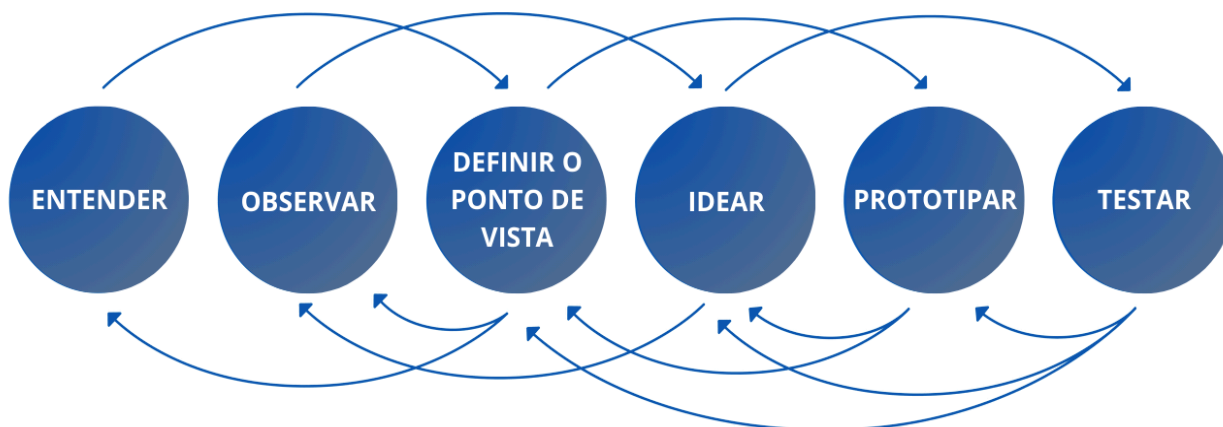 ENTENDER
OBSERVAR
DEFINIR O
PONTO DE
VISTA
IDEAR
PROTOTIPAR
TESTAR